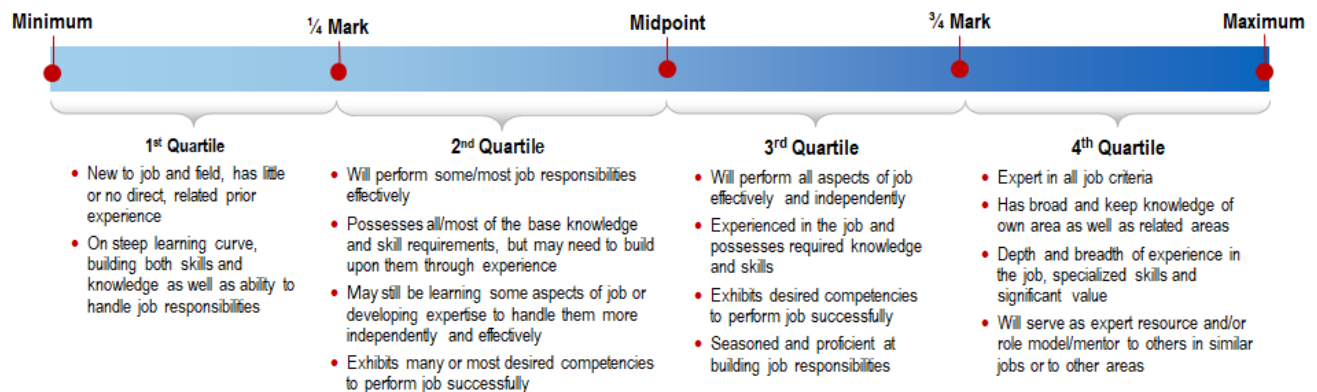 Minimum
¼ Mark
Midpoint
¾ Mark
Maximum
1st Quartile
• New to job and field, has little
or no direct, related prior
experience
• On steep learning curve,
building both skills and
knowledge as well as ability to
handle job responsibilities
2nd Quartile
• Will perform some/most job responsibilities
effectively
• Possesses all/most of the base knowledge
and skill requirements, but may need to build
upon them through experience
• May still be learning some aspects of job or
developing expertise to handle them more
independently and effectively
• Exhibits many or most desired competencies
to perform job successfully
3rd Quartile
• Will perform all aspects of job
effectively and independently
• Experienced in the job and
possesses required knowledge
and skills
• Exhibits desired competencies
to perform job successfully
• Seasoned and proficient at
building job responsibilities
4th Quartile
• Expert in all job criteria
• Has broad and keep knowledge of
own area as well as related areas
• Depth and breadth of experience in
the job, specialized skills and
significant value
• Will serve as expert resource and/or
role model/mentor to others in similar
jobs or to other areas